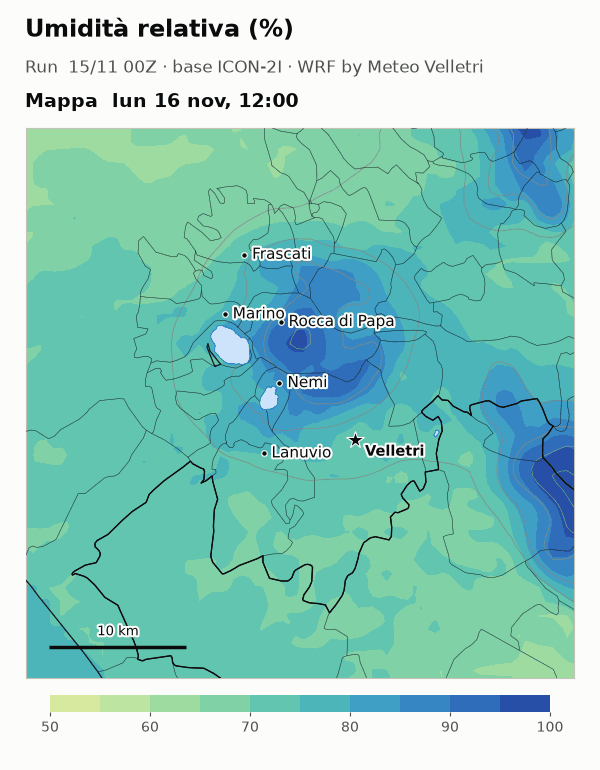 Umidità relativa (%)
Run  15/11 00Z · base ICON-2I · WRF by Meteo Velletri
Mappa  lun 16 nov, 12:00
Frascati
Marino
Rocca di Papa
Nemi
Velletri
Lanuvio
10 km
50 60 70 80 90 100